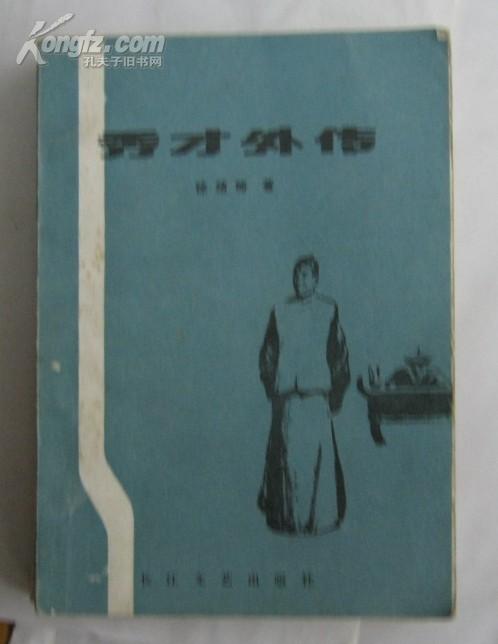 Kongfz.com
孔夫子旧书网
秀才外传
著
长江文艺出版社